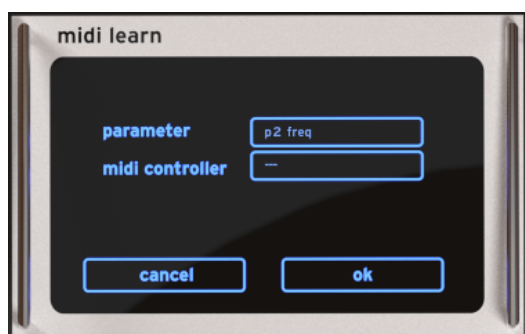 midi learn
parameter p2 freq
midi controller ---
cancel ok